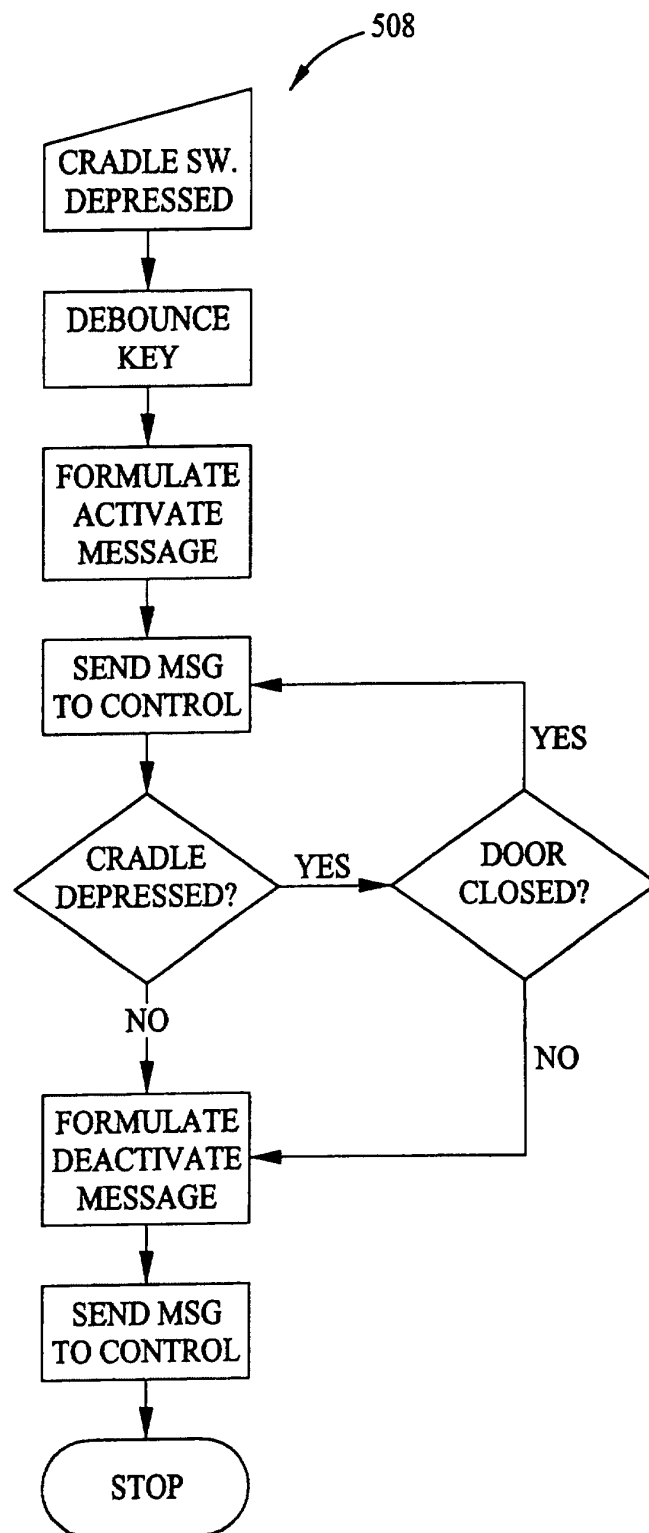 508
CRADLE SW.
DEPRESSED
DEBOUNCE
KEY
FORMULATE
ACTIVATE
MESSAGE
SEND MSG
TO CONTROL
YES
CRADLE
DEPRESSED?
YES
DOOR
CLOSED?
NO
NO
FORMULATE
DEACTIVATE
MESSAGE
SEND MSG
TO CONTROL
STOP